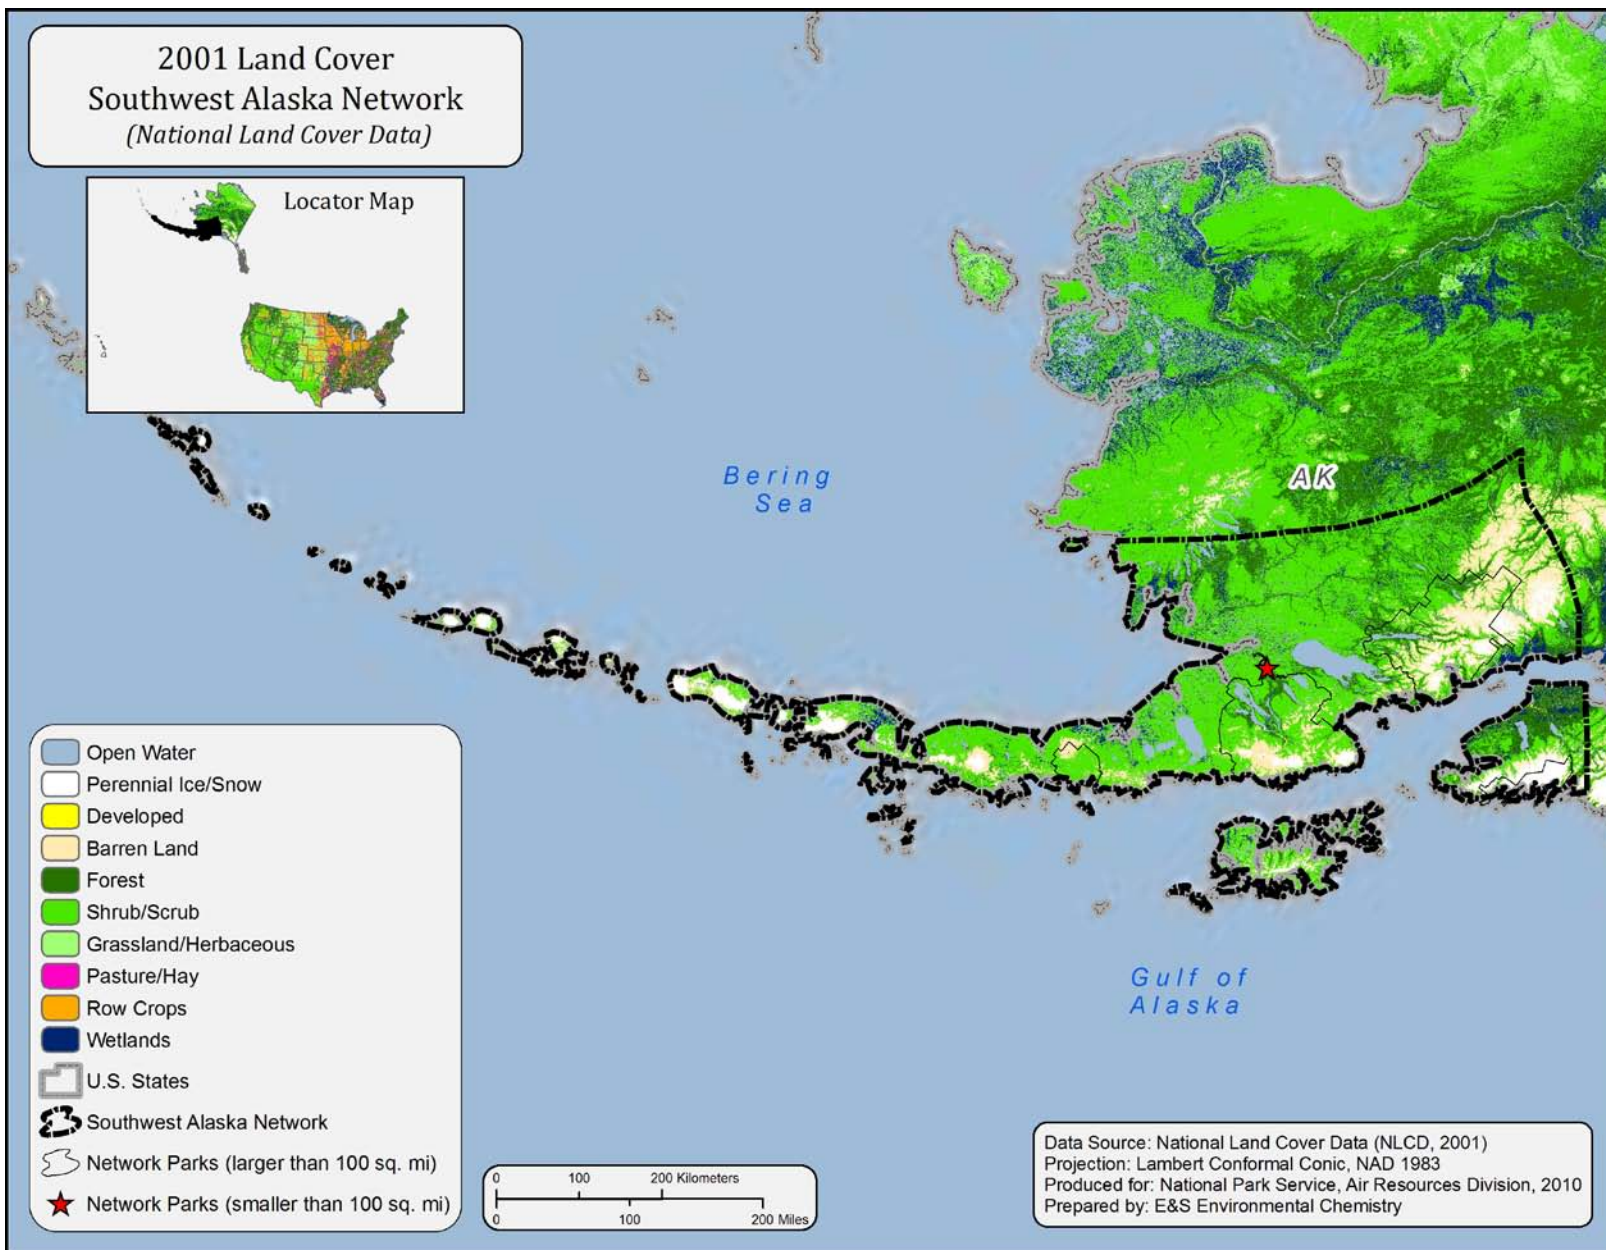 2001 Land Cover
Southwest Alaska Network
(National Land Cover Data)
Locator Map
Bering
Sea
AK
Gulf of
Alaska
Open Water
Perennial Ice/Snow
Developed
Barren Land
Forest
Shrub/Scrub
Grassland/Herbaceous
Pasture/Hay
Row Crops
Wetlands
U.S. States
Southwest Alaska Network
Network Parks (larger than 100 sq. mi)
Network Parks (smaller than 100 sq. mi)
0 100 200 Kilometers
0 100 200 Miles
Data Source: National Land Cover Data (NLCD, 2001)
Projection: Lambert Conformal Conic, NAD 1983
Produced for: National Park Service, Air Resources Division, 2010
Prepared by: E&S Environmental Chemistry